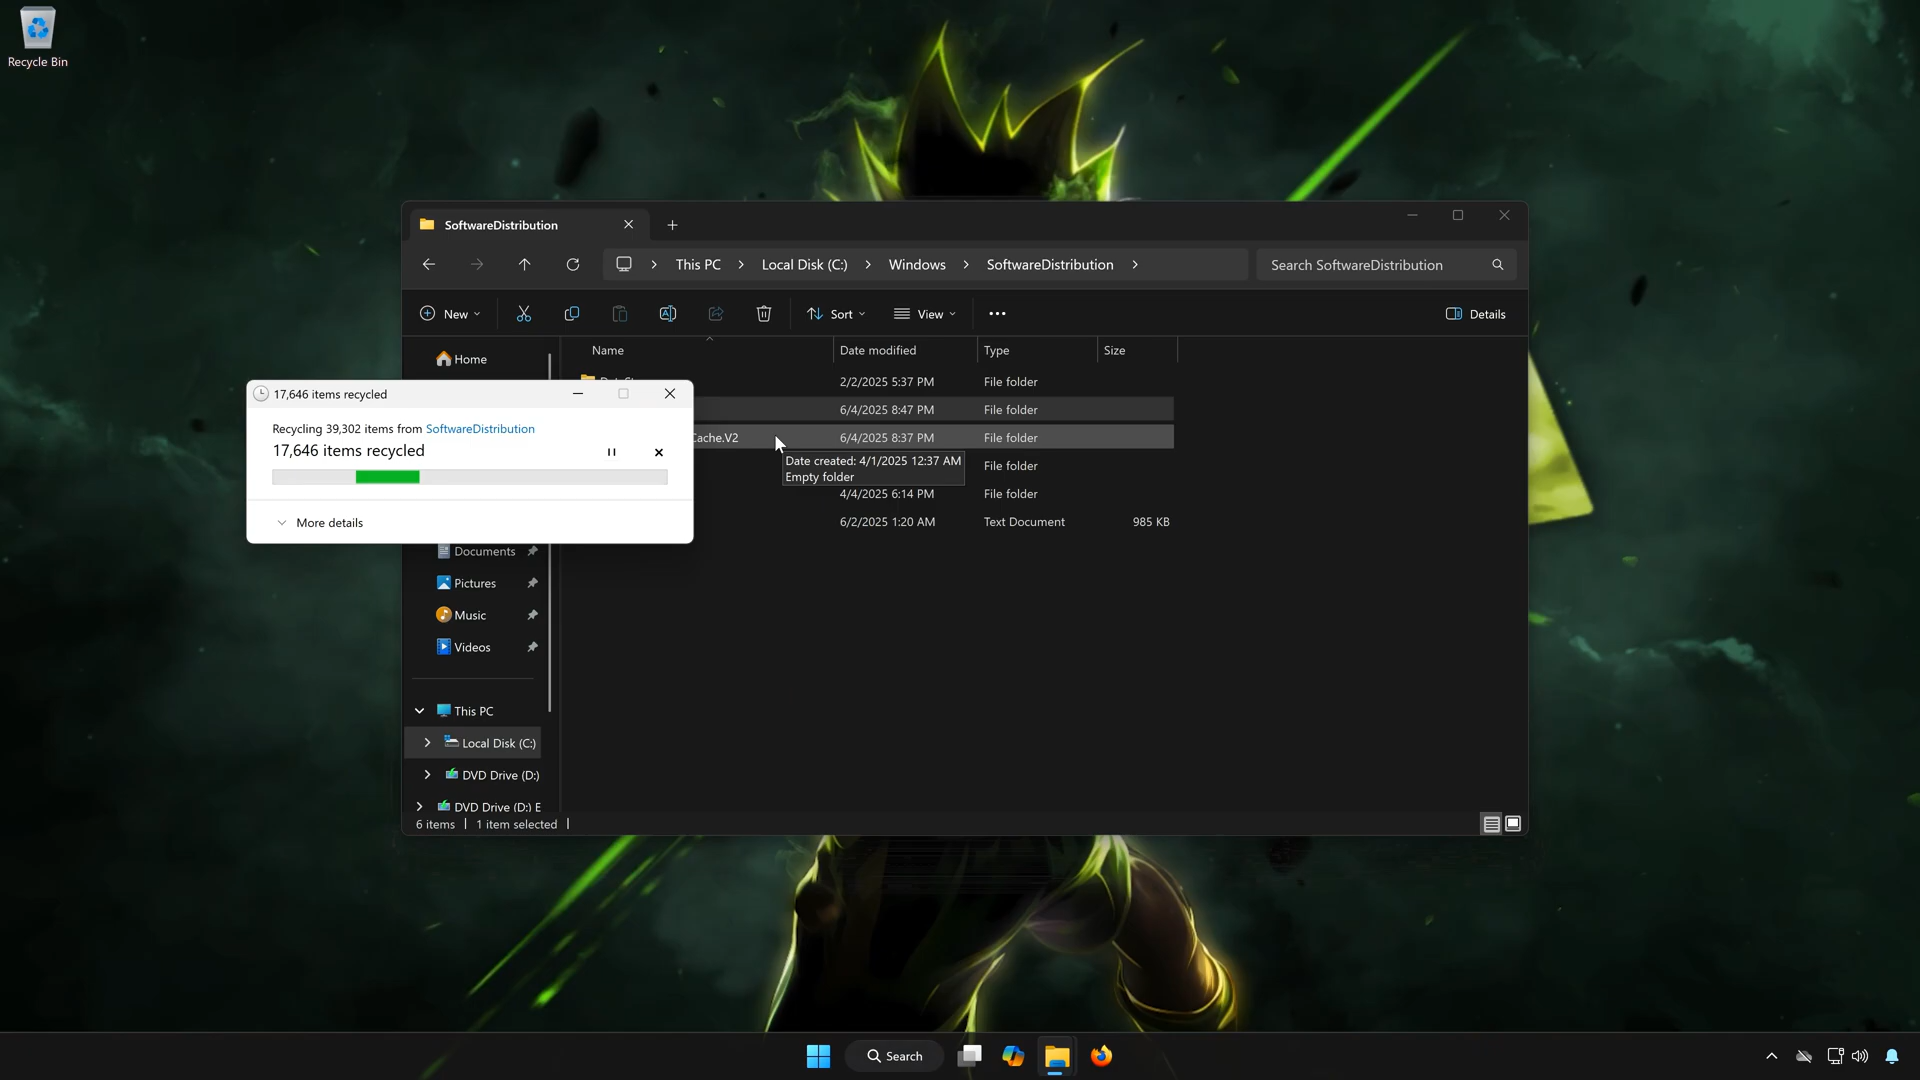 Recycle Bin
SoftwareDistribution
This PC
Local Disk (C:)
Windows
SoftwareDistribution
Search SoftwareDistribution
New
Sort
View
Details
Name
Date modified
Type
Size
Home
2/2/2025 5:37 PM File folder
6/4/2025 8:47 PM File folder
Cache.V2 6/4/2025 8:37 PM File folder
File folder
4/4/2025 6:14 PM File folder
6/2/2025 1:20 AM Text Document 985 KB
Date created: 4/1/2025 12:37 AM
Empty folder
17,646 items recycled
Recycling 39,302 items from SoftwareDistribution
17,646 items recycled
More details
Documents
Pictures
Music
Videos
This PC
Local Disk (C:)
DVD Drive (D:)
DVD Drive (D:) E
6 items
1 item selected
Search